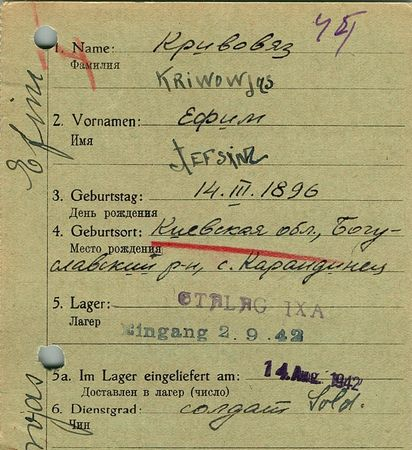 1. Name: Кривовяз
Фамилия
KRiWOWjas
2. Vornamen: Ефим
Имя
3. Geburtstag: 14.III.1896
День рождения
4. Geburtsort: Киевская обл., Богу-
Место рождения
славский р-н, с. Карандинец
5. Lager: STALAG IXA
Лагер
Eingang 2.9.42
5a. Im Lager eingeliefert am: 14. Aug. 1942
Доставлен в лагер (число)
6. Dienstgrad: солдат Sold.
Чин
Efim